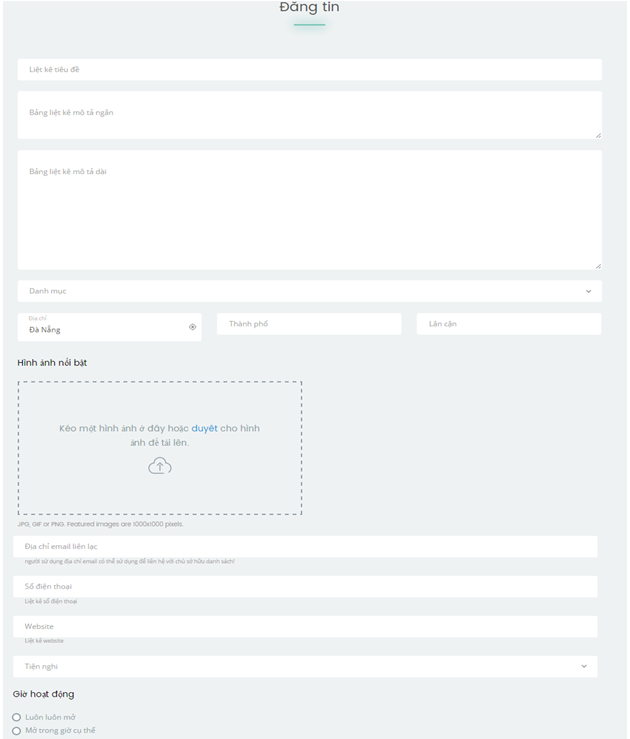 Đăng tin
Liệt kê tiêu đề
Bảng liệt kê mô tả ngắn
Bảng liệt kê mô tả dài
Danh mục
Địa chỉ
Đà Nẵng
Thành phố
Lân cận
Hình ảnh nổi bật
Kéo một hình ảnh ở đây hoặc duyệt cho hình
ảnh để tải lên.
JPG, GIF or PNG. Featured images are 1000x1000 pixels.
Địa chỉ email liên lạc
người sử dụng địa chỉ email có thể sử dụng để liên hệ với chủ sở hữu danh sách!
Số điện thoại
Liệt kê số điện thoại
Website
Liệt kê website
Tiện nghi
Giờ hoạt động
Luôn luôn mở
Mở trong giờ cụ thể